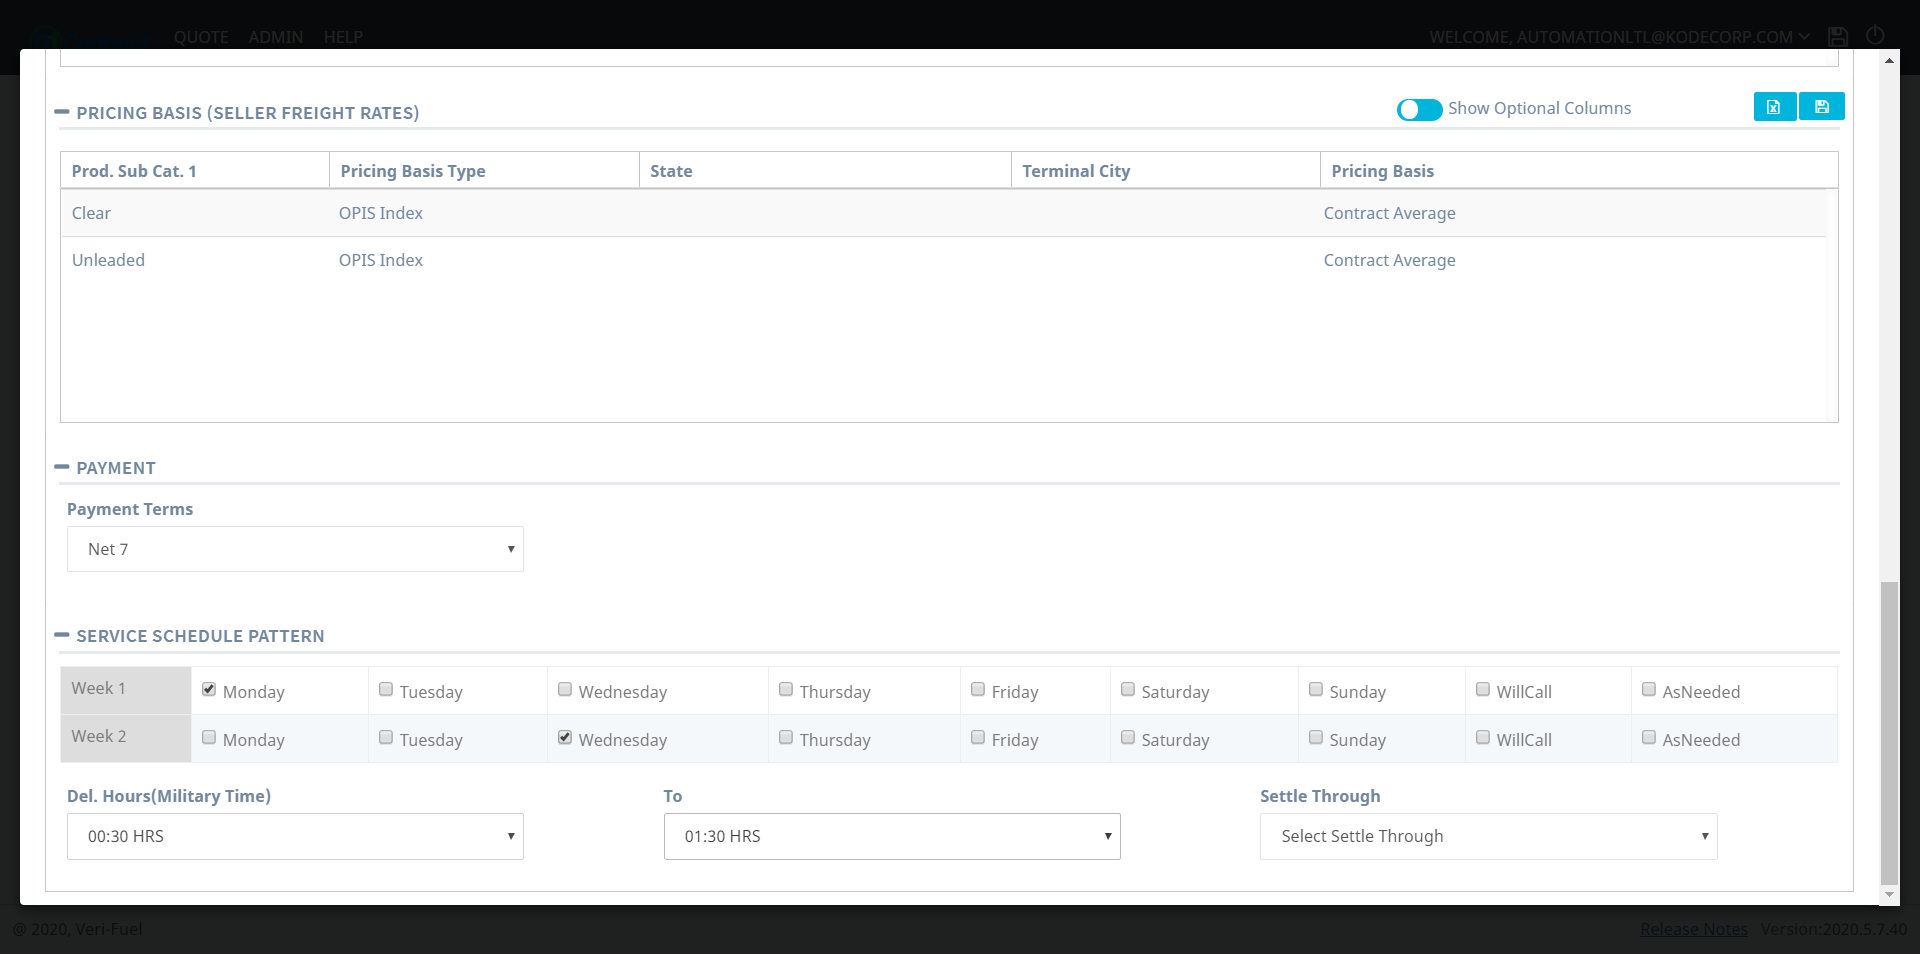 QUOTE ADMIN HELP WELCOME, AUTOMATIONLTL@KODECORP.COM
PRICING BASIS (SELLER FREIGHT RATES) Show Optional Columns
Prod. Sub Cat. 1 Pricing Basis Type State Terminal City Pricing Basis
Clear OPIS Index Contract Average
Unleaded OPIS Index Contract Average
PAYMENT
Payment Terms
Net 7
SERVICE SCHEDULE PATTERN
Week 1 Monday Tuesday Wednesday Thursday Friday Saturday Sunday WillCall AsNeeded
Week 2 Monday Tuesday Wednesday Thursday Friday Saturday Sunday WillCall AsNeeded
Del. Hours(Military Time) To Settle Through
00:30 HRS 01:30 HRS Select Settle Through
@ 2020, Veri-Fuel Release Notes Version:2020.5.7.40